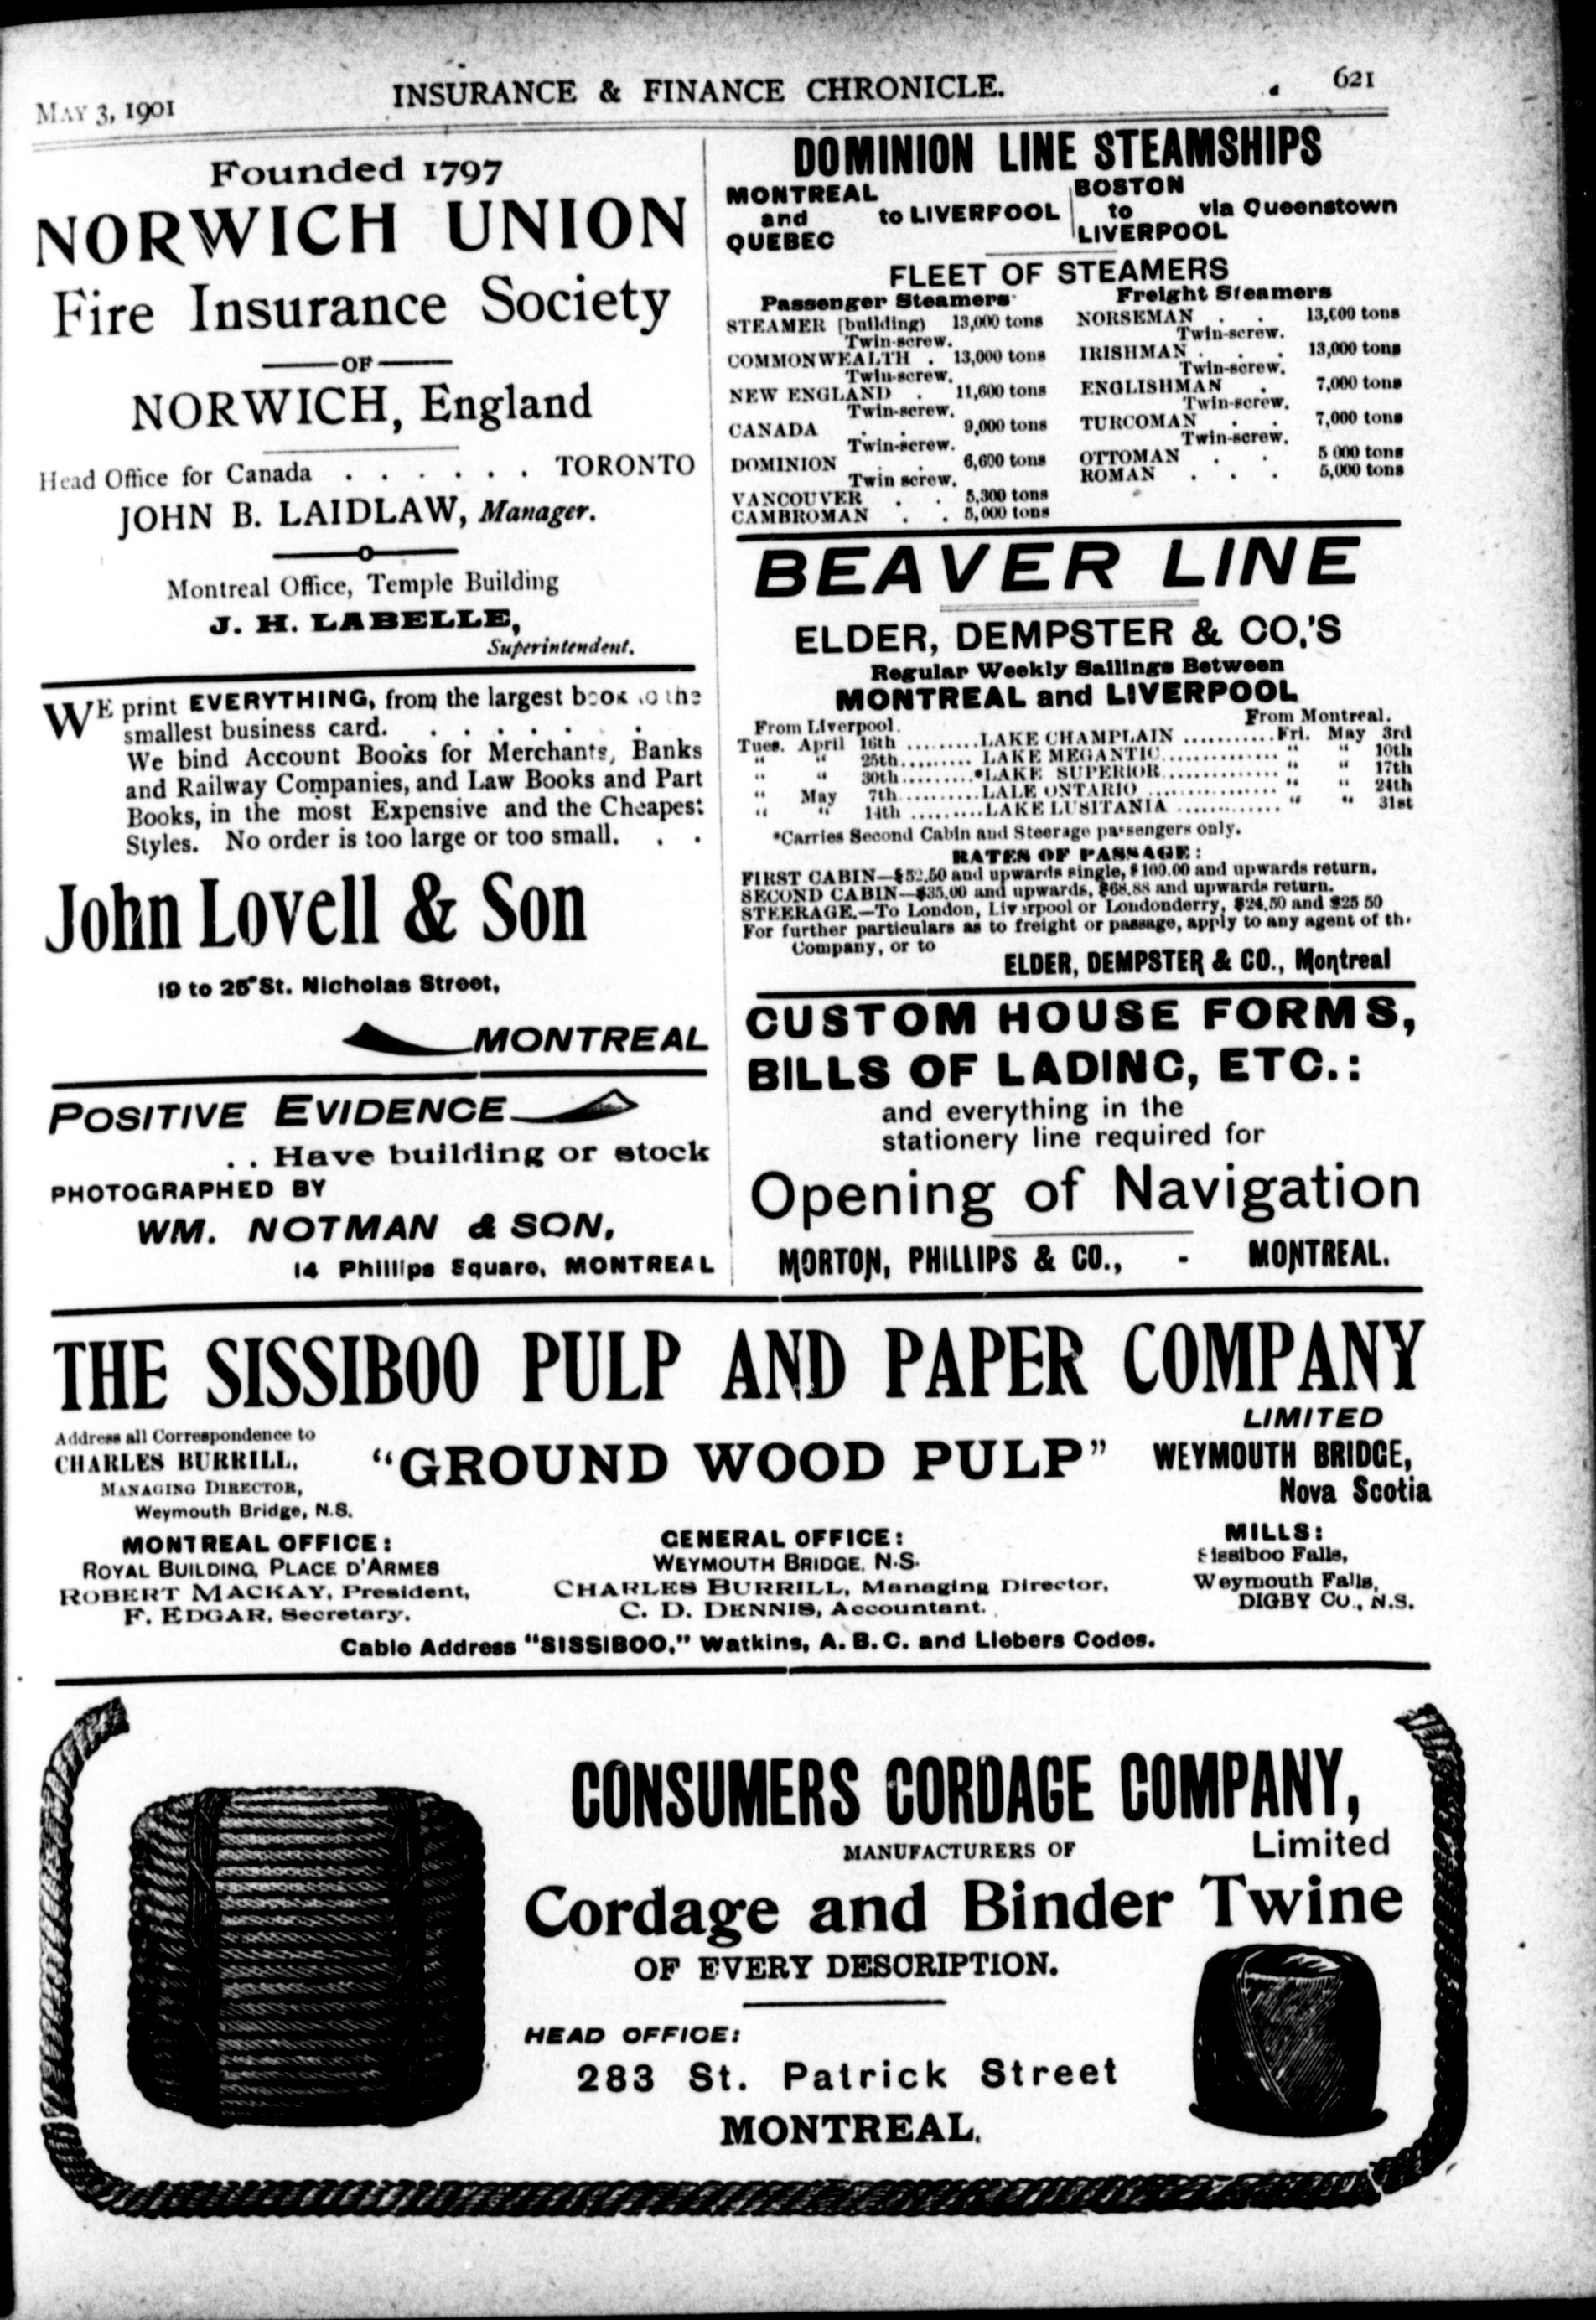 MAY 3, 1901
INSURANCE & FINANCE CHRONICLE.
621
Founded 1797
NORWICH UNION
Fire Insurance Society
OF
NORWICH, England
Head Office for Canada . . . . . . TORONTO
JOHN B. LAIDLAW, Manager.
Montreal Office, Temple Building
J. H. LABELLE,
Superintendent.
WE print EVERYTHING, from the largest book to the
smallest business card. . . . . . .
We bind Account Books for Merchants, Banks
and Railway Companies, and Law Books and Part
Books, in the most Expensive and the Cheapest
Styles. No order is too large or too small. . .
John Lovell & Son
19 to 25 St. Nicholas Street,
MONTREAL
POSITIVE EVIDENCE
. . Have building or stock
PHOTOGRAPHED BY
WM. NOTMAN & SON,
14 Phillips Square, MONTREAL
DOMINION LINE STEAMSHIPS
MONTREAL and QUEBEC to LIVERPOOL
BOSTON to LIVERPOOL via Queenstown
FLEET OF STEAMERS
Passenger Steamers
STEAMER (building) 13,000 tons
Twin-screw.
COMMONWEALTH . 13,000 tons
Twin-screw.
NEW ENGLAND . 11,600 tons
Twin-screw.
CANADA . . 9,000 tons
Twin-screw.
DOMINION . . 6,600 tons
Twin screw.
VANCOUVER . . 5,300 tons
CAMBROMAN . . 5,000 tons
Freight Steamers
NORSEMAN . . 13,000 tons
Twin-screw.
IRISHMAN . . . 13,000 tons
Twin-screw.
ENGLISHMAN . 7,000 tons
Twin-screw.
TURCOMAN . . 7,000 tons
Twin-screw.
OTTOMAN . . 5 000 tons
ROMAN . . . 5,000 tons
BEAVER LINE
ELDER, DEMPSTER & CO,'S
Regular Weekly Sailings Between
MONTREAL and LIVERPOOL
From Liverpool. From Montreal.
Tues. April 16th ......... LAKE CHAMPLAIN ........... Fri. May 3rd
" " 25th.......... LAKE MEGANTIC.............. " " 10th
" " 30th.......... *LAKE SUPERIOR.............. " " 17th
" May 7th.......... LALE ONTARIO ................ " " 24th
" " 14th .......... LAKE LUSITANIA ............. " " 31st
*Carries Second Cabin and Steerage passengers only.
RATES OF PASSAGE:
FIRST CABIN—$52.50 and upwards single, $100.00 and upwards return.
SECOND CABIN—$35.00 and upwards, $68.88 and upwards return.
STEERAGE.—To London, Liverpool or Londonderry, $24.50 and $25 50
For further particulars as to freight or passage, apply to any agent of the
Company, or to
ELDER, DEMPSTER & CO., Montreal
CUSTOM HOUSE FORMS,
BILLS OF LADING, ETC.:
and everything in the
stationery line required for
Opening of Navigation
MORTON, PHILLIPS & CO., - MONTREAL.
THE SISSIBOO PULP AND PAPER COMPANY
LIMITED
Address all Correspondence to
CHARLES BURRILL,
MANAGING DIRECTOR,
Weymouth Bridge, N.S.
"GROUND WOOD PULP"
WEYMOUTH BRIDGE,
Nova Scotia
MONTREAL OFFICE:
ROYAL BUILDING, PLACE D'ARMES
ROBERT MACKAY, President,
F. EDGAR, Secretary.
GENERAL OFFICE:
WEYMOUTH BRIDGE, N.S.
CHARLES BURRILL, Managing Director,
C. D. DENNIS, Accountant.
MILLS:
Sissiboo Falls,
Weymouth Falls,
DIGBY CO., N.S.
Cable Address "SISSIBOO," Watkins, A. B. C. and Liebers Codes.
CONSUMERS CORDAGE COMPANY,
Limited
MANUFACTURERS OF
Cordage and Binder Twine
OF EVERY DESCRIPTION.
HEAD OFFICE:
283 St. Patrick Street
MONTREAL.